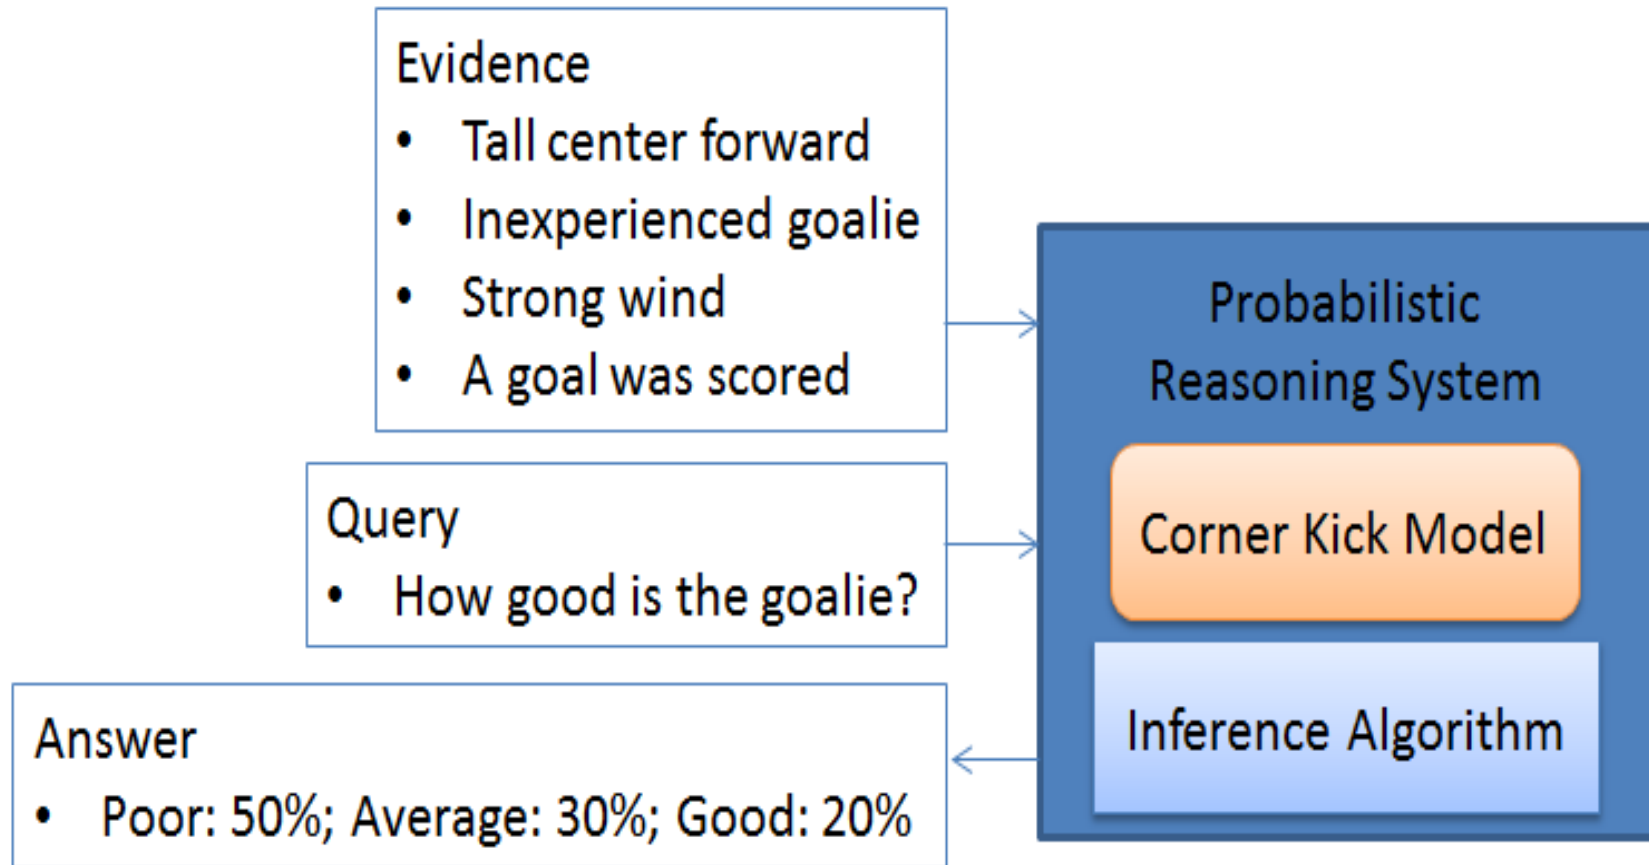 Evidence
• Tall center forward
• Inexperienced goalie
• Strong wind
• A goal was scored
Query
• How good is the goalie?
Answer
• Poor: 50%; Average: 30%; Good: 20%
Probabilistic
Reasoning System
Corner Kick Model
Inference Algorithm